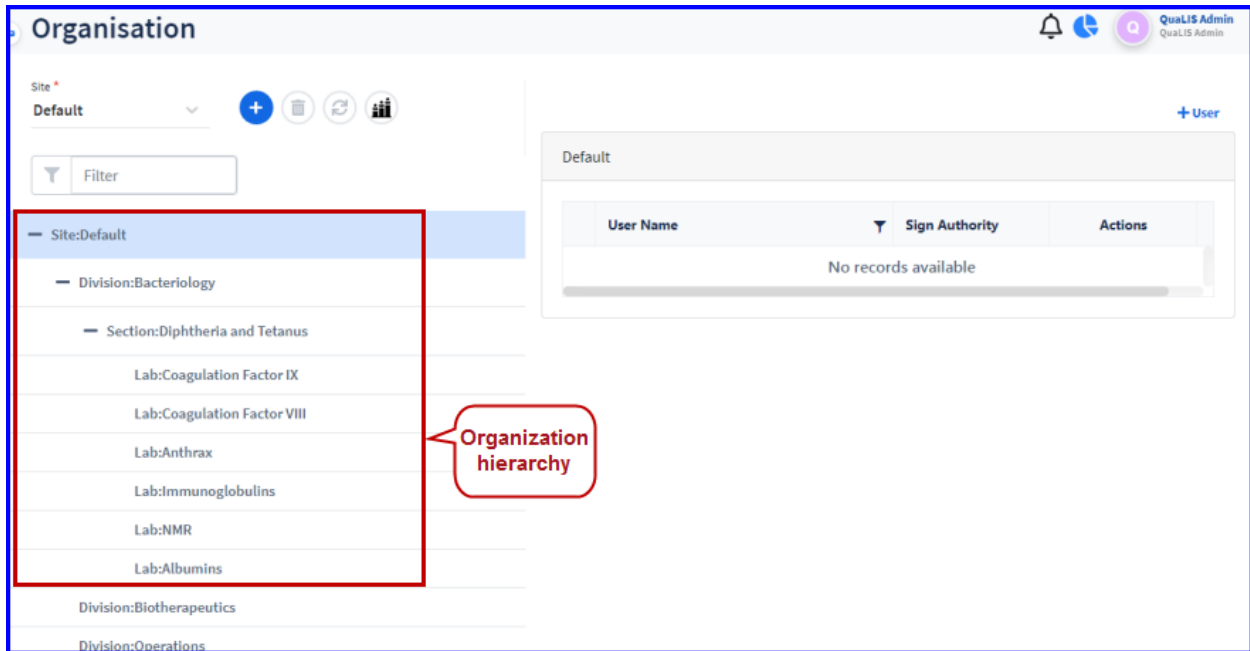 Organisation
QuaLIS Admin
Q
QuaLIS Admin
Site *
Default
+ User
Filter
Default
User Name
Sign Authority
Actions
No records available
Site:Default
Division:Bacteriology
Section:Diphtheria and Tetanus
Lab:Coagulation Factor IX
Lab:Coagulation Factor VIII
Lab:Anthrax
Lab:Immunoglobulins
Lab:NMR
Lab:Albumins
Division:Biotherapeutics
Division:Operations
Organization
hierarchy